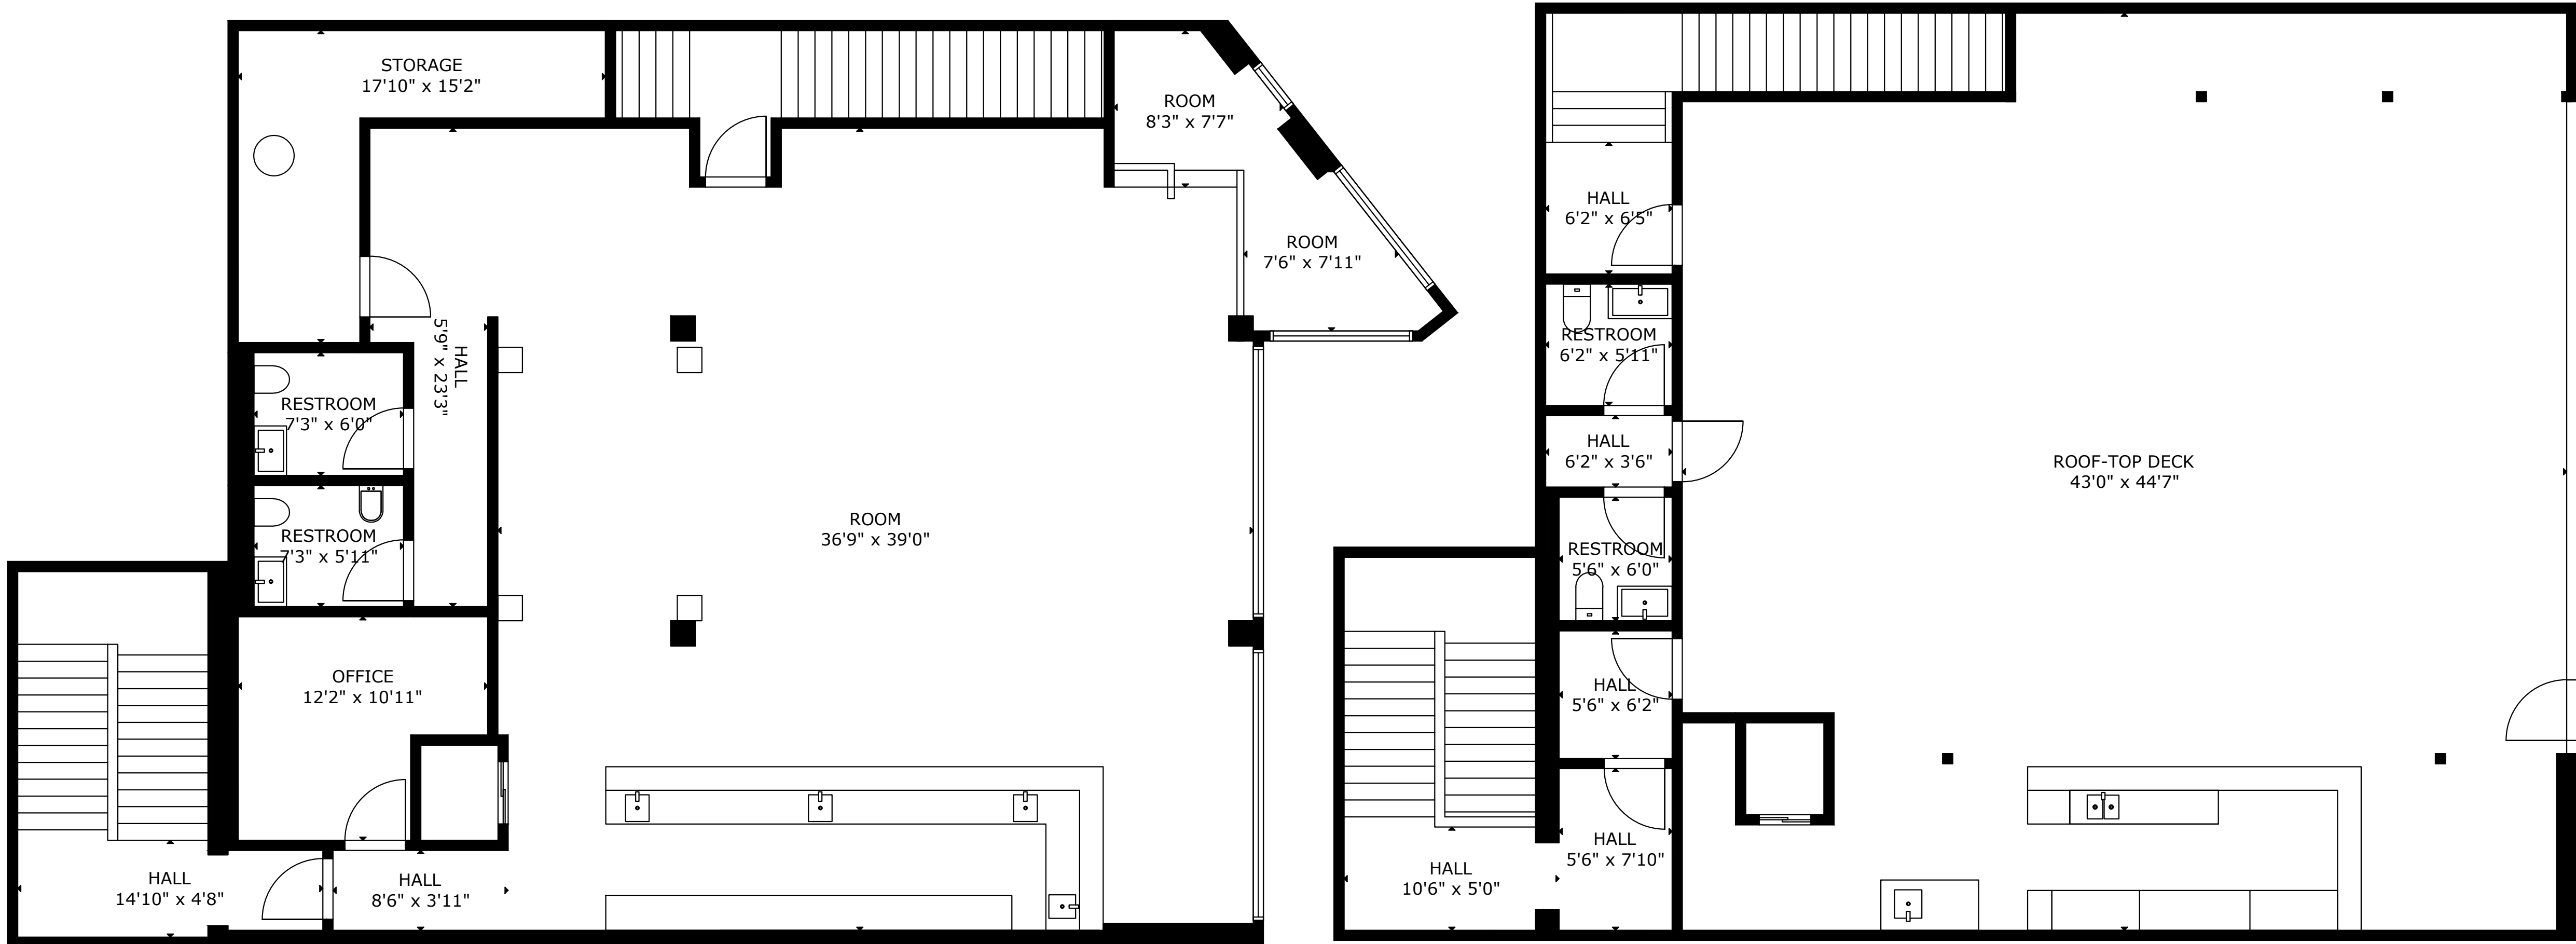 STORAGE
17'10" x 15'2"
ROOM
8'3" x 7'7"
ROOM
7'6" x 7'11"
HALL
5'9" x 23'3"
RESTROOM
7'3" x 6'0"
RESTROOM
7'3" x 5'11"
ROOM
36'9" x 39'0"
OFFICE
12'2" x 10'11"
HALL
14'10" x 4'8"
HALL
8'6" x 3'11"
HALL
6'2" x 6'5"
RESTROOM
6'2" x 5'11"
HALL
6'2" x 3'6"
ROOF-TOP DECK
43'0" x 44'7"
RESTROOM
5'6" x 6'0"
HALL
5'6" x 6'2"
HALL
5'6" x 7'10"
HALL
10'6" x 5'0"